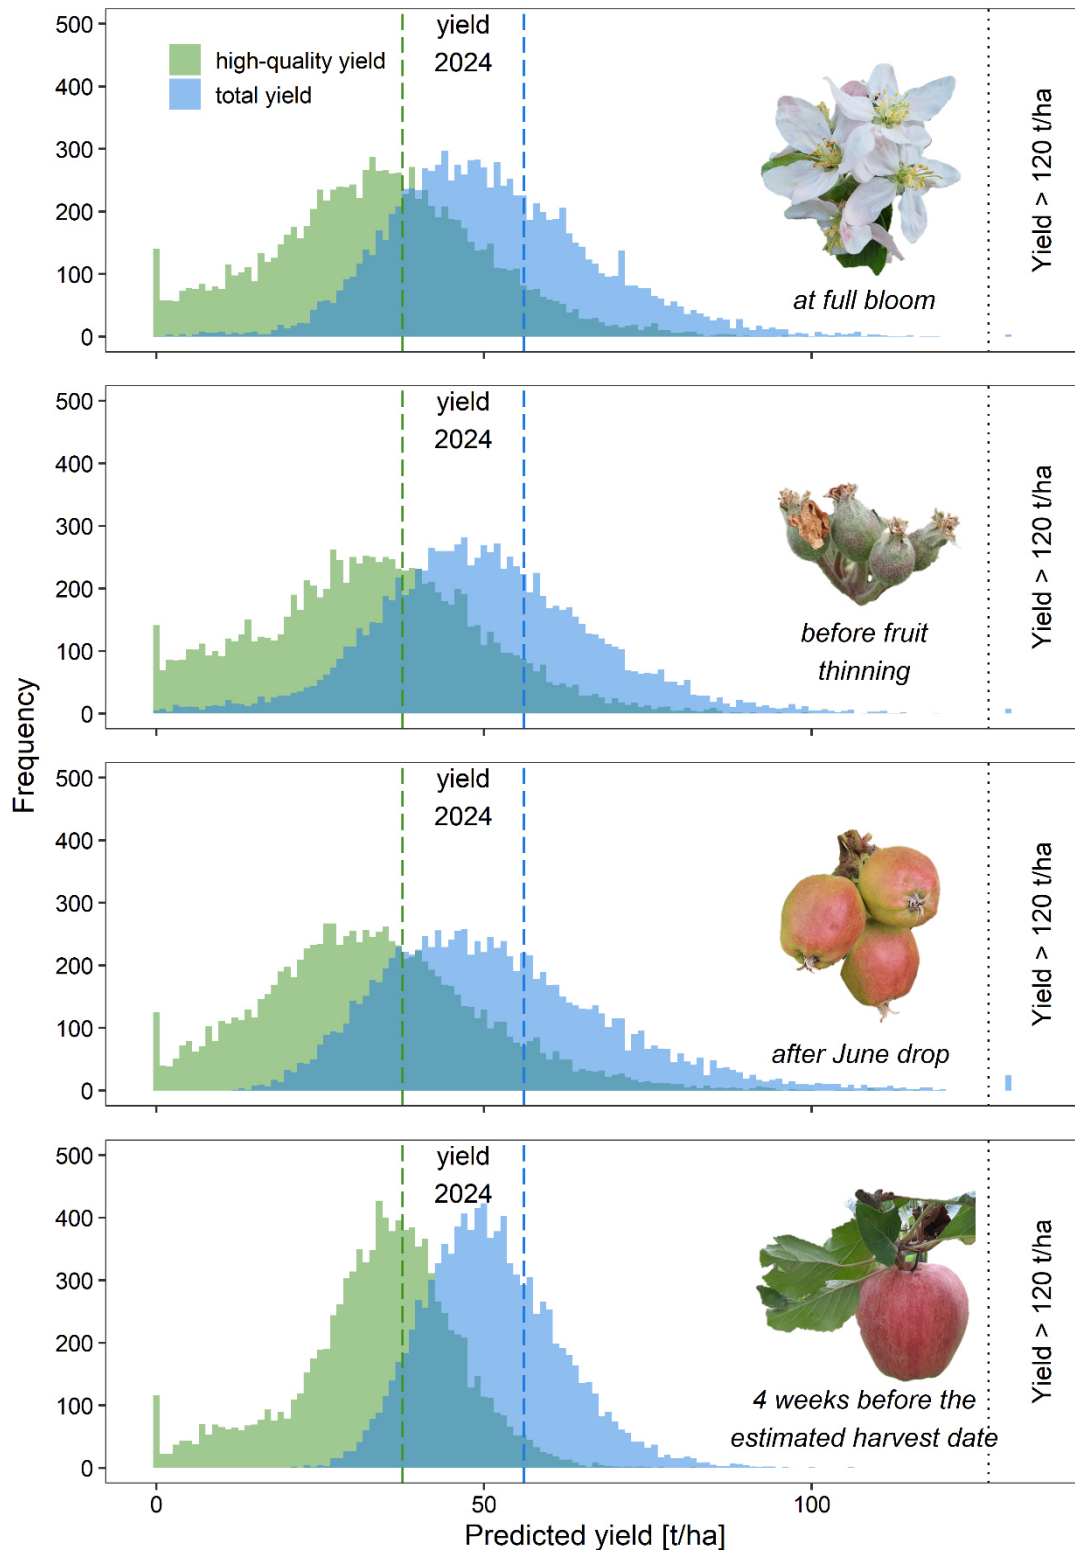 500
400
300
200
100
0
high-quality yield
total yield
yield
2024
at full bloom
Yield > 120 t/ha
500
400
300
200
100
0
yield
2024
before fruit
thinning
Yield > 120 t/ha
Frequency
500
400
300
200
100
0
yield
2024
after June drop
Yield > 120 t/ha
500
400
300
200
100
0
yield
2024
4 weeks before the
estimated harvest date
Yield > 120 t/ha
0
50
100
Predicted yield [t/ha]